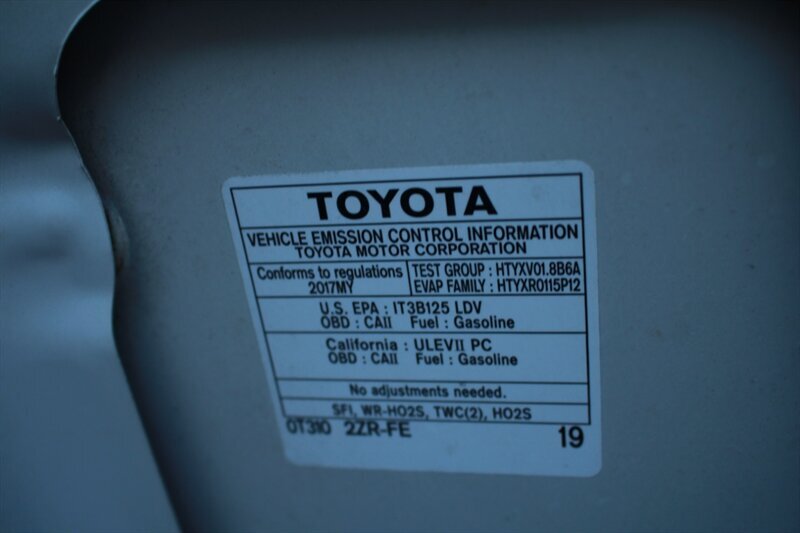 TOYOTA
VEHICLE EMISSION CONTROL INFORMATION
TOYOTA MOTOR CORPORATION
Conforms to regulations
2017MY
TEST GROUP : HTYXV01.8B6A
EVAP FAMILY : HTYXR0115P12
U.S. EPA : IT3B125 LDV
OBD : CAII Fuel : Gasoline
California : ULEVII PC
OBD : CAII Fuel : Gasoline
No adjustments needed.
SFI, WR-HO2S, TWC(2), HO2S
0T310 2ZR-FE 19